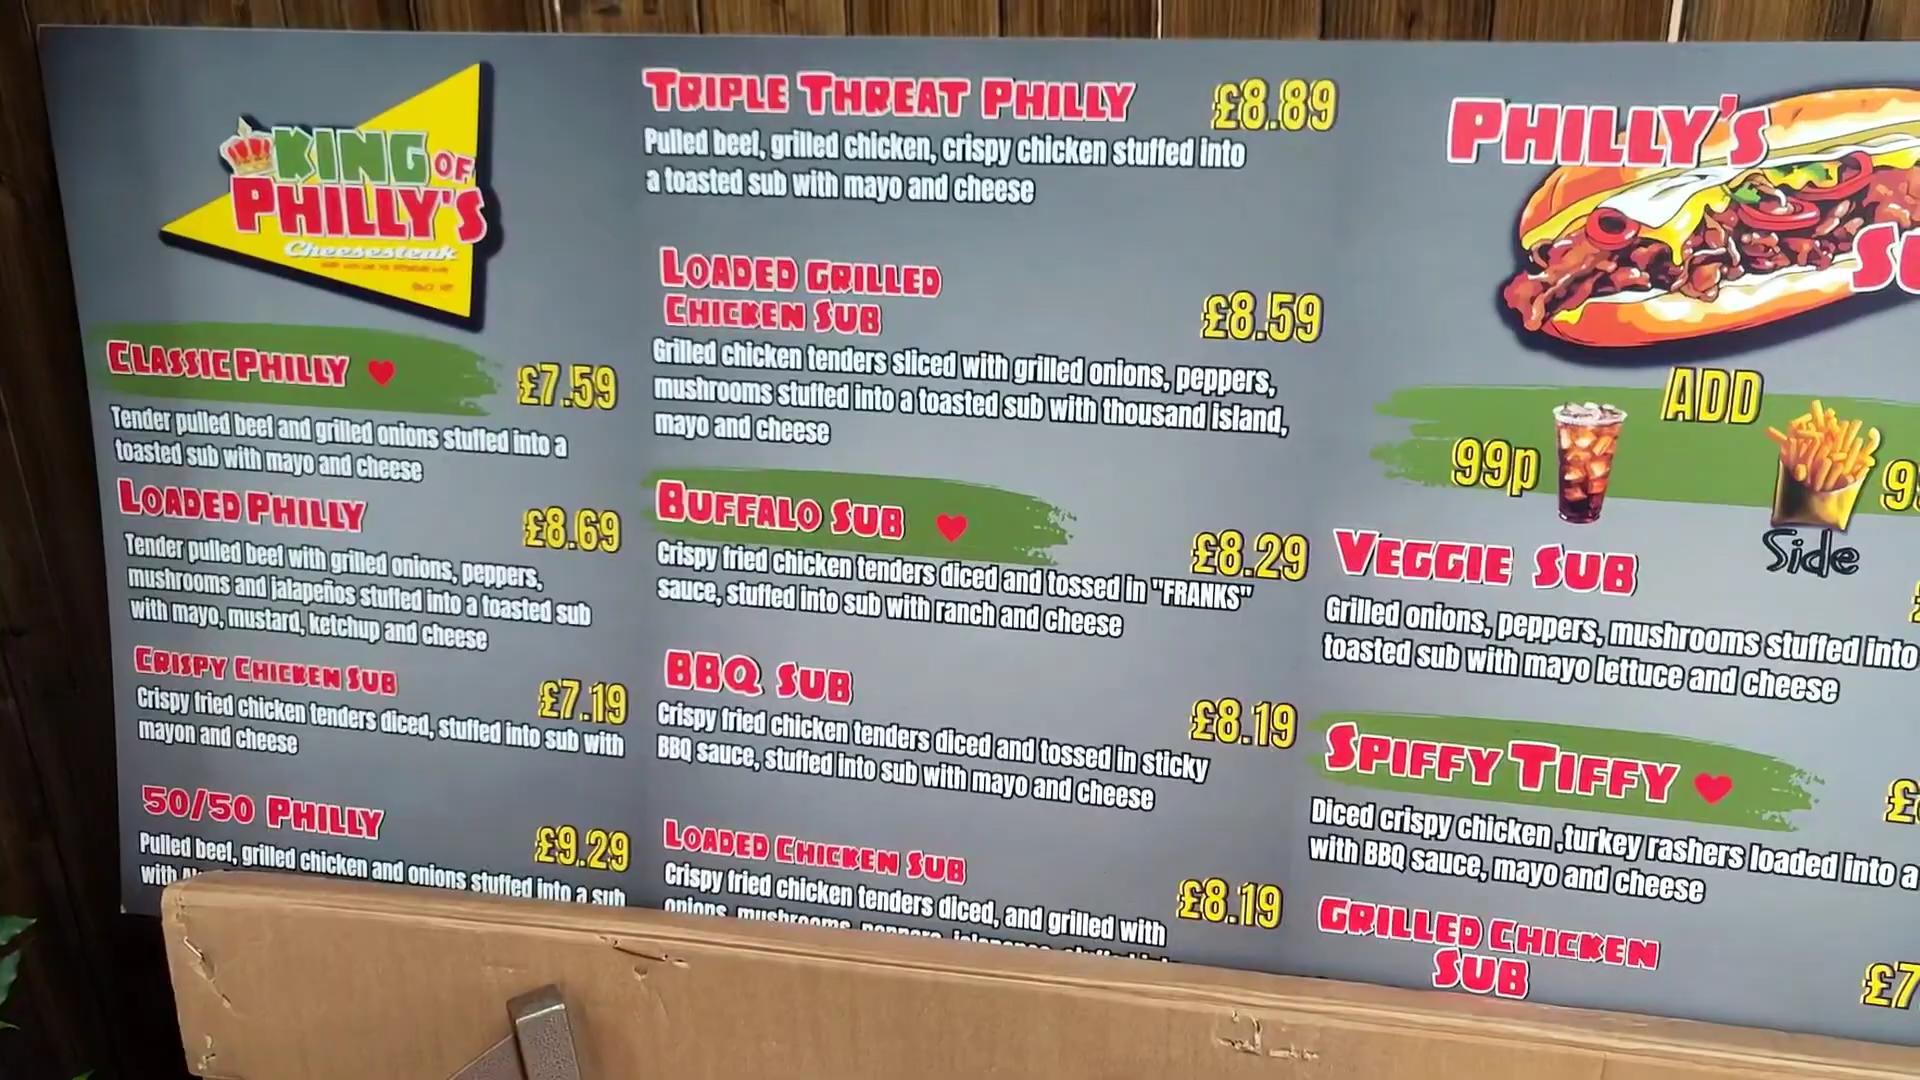 KING OF
PHILLY'S
Cheesesteak
CLASSIC PHILLY
£7.59
Tender pulled beef and grilled onions stuffed into a
toasted sub with mayo and cheese
LOADED PHILLY
£8.69
Tender pulled beef with grilled onions, peppers,
mushrooms and jalapeños stuffed into a toasted sub
with mayo, mustard, ketchup and cheese
CRISPY CHICKEN SUB
£7.19
Crispy fried chicken tenders diced, stuffed into sub with
mayon and cheese
50/50 PHILLY
£9.29
Pulled beef, grilled chicken and onions stuffed into a sub
with
TRIPLE THREAT PHILLY
£8.89
Pulled beef, grilled chicken, crispy chicken stuffed into
a toasted sub with mayo and cheese
LOADED GRILLED
CHICKEN SUB
£8.59
Grilled chicken tenders sliced with grilled onions, peppers,
mushrooms stuffed into a toasted sub with thousand island,
mayo and cheese
BUFFALO SUB
£8.29
Crispy fried chicken tenders diced and tossed in "FRANKS"
sauce, stuffed into sub with ranch and cheese
BBQ SUB
£8.19
Crispy fried chicken tenders diced and tossed in sticky
BBQ sauce, stuffed into sub with mayo and cheese
LOADED CHICKEN SUB
£8.19
Crispy fried chicken tenders diced, and grilled with
onions, mushrooms, peppers, jalapenos,
PHILLY'S
ADD
99p
Side
VEGGIE SUB
Grilled onions, peppers, mushrooms stuffed into
toasted sub with mayo lettuce and cheese
SPIFFY TIFFY
Diced crispy chicken ,turkey rashers loaded into a
with BBQ sauce, mayo and cheese
GRILLED CHICKEN
SUB
£7